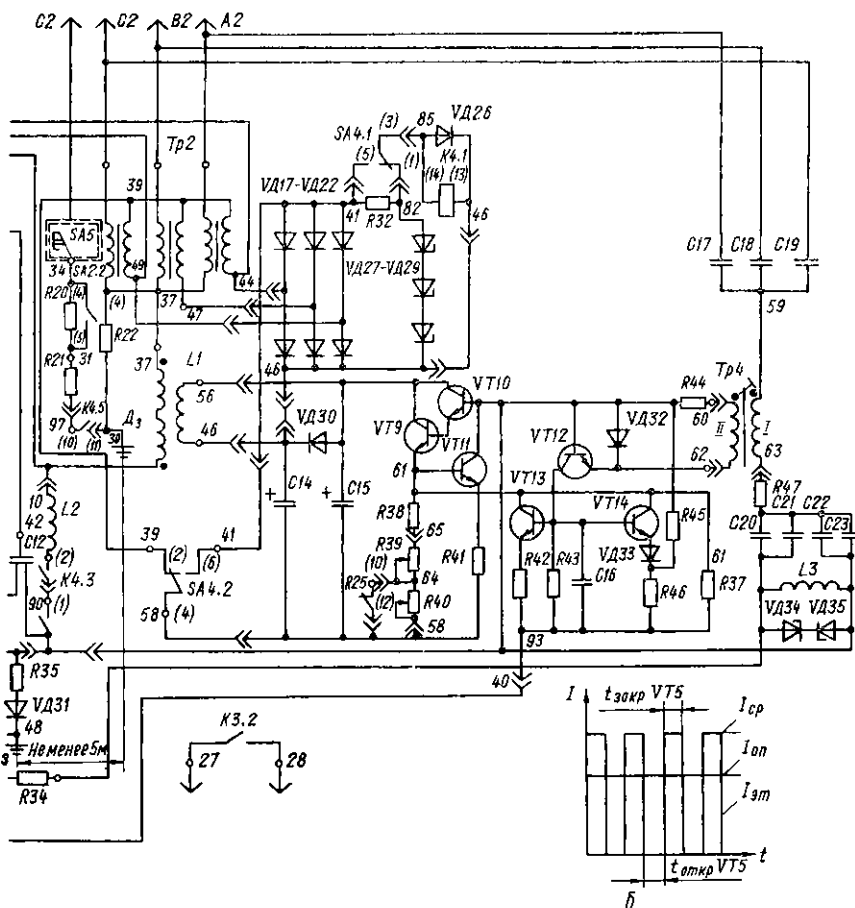 C2 C2 B2 A2
(3) 85 VД26
SA4.1
Tp2
(5) (1) K4.1
(14) (13)
39
VД17-VД22
41 R32 82
46
SA5
34
SA2.2
49
44
C17 C18 C19
R20 (4)
(4)
37
47
VД27-VД29
59
(5)
R22
R21 31
37
L1
46
Tp4
K4.5
56
VT10
R44
97
(10) (11)
Д3
30
VД30
VT9
VT11
VT12
VД32
60
II
I
46
62
63
61
VT13
R47
10 L2
C14
C15
VT14
C21 C22
42
39
41
R38
R45
C20
C23
C12
(2)
(2) (6)
65
K4.3
SA4.2
(10)
R39
R41
R42
R43
VД33
61
L3
R25
64
C16
R46
R37
90 (1)
58 (4)
(12)
R40
VД34
VД35
58
93
R35
40
VД31
48
K3.2
I
tзакр VT5
Iср
3
Не менее 5м
27
28
Iоп
R34
Iэт
t
tоткр VT5
б